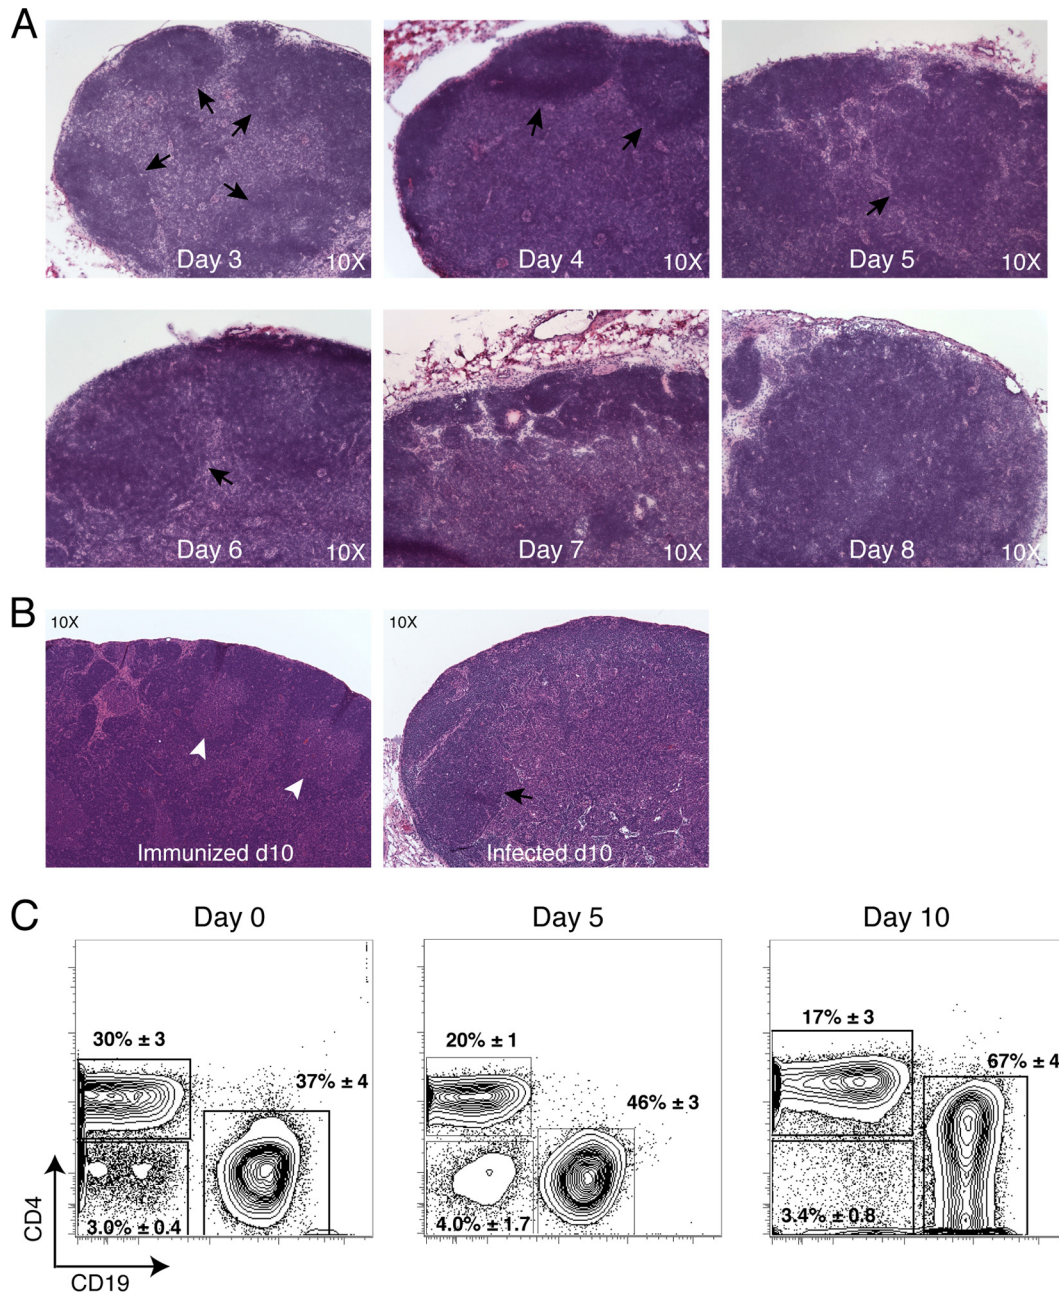 A
Day 3
10X
Day 4
10X
Day 5
10X
Day 6
10X
Day 7
10X
Day 8
10X
B
10X
Immunized d10
10X
Infected d10
C
Day 0
Day 5
Day 10
30% ± 3
37% ± 4
3.0% ± 0.4
20% ± 1
46% ± 3
4.0% ± 1.7
17% ± 3
67% ± 4
3.4% ± 0.8
CD4
CD19